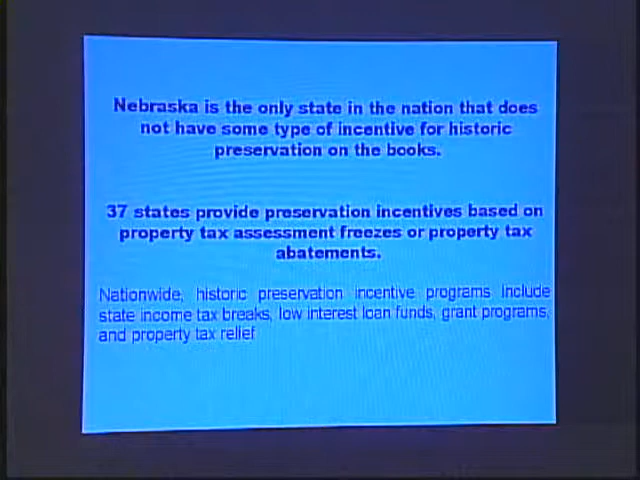 Nebraska is the only state in the nation that does
not have some type of incentive for historic
preservation on the books.
37 states provide preservation incentives based on
property tax assessment freezes or property tax
abatements.
Nationwide, historic preservation incentive programs Include
state income tax breaks, low interest loan funds, grant programs,
and property tax relief